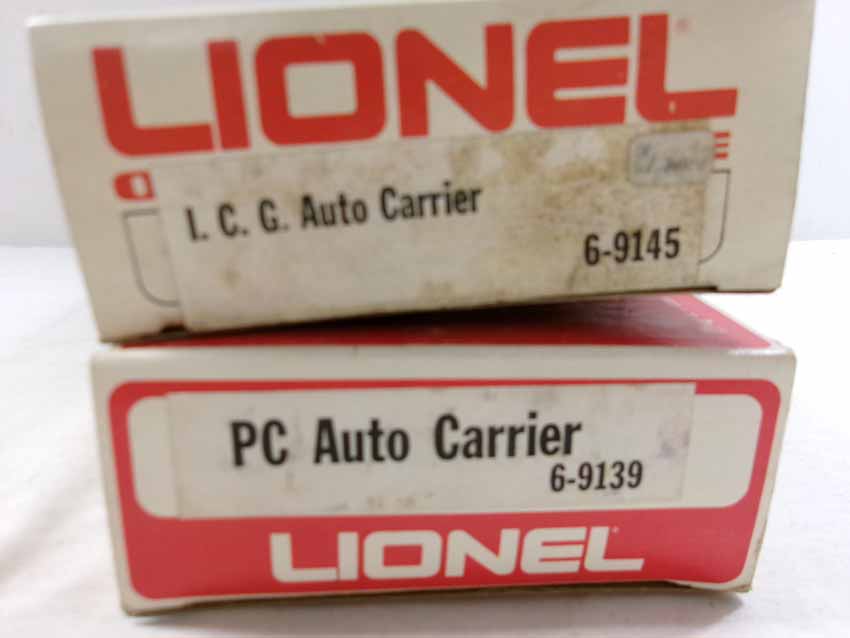 LIONEL
I. C. G. Auto Carrier
6-9145
PC Auto Carrier
6-9139
LIONEL